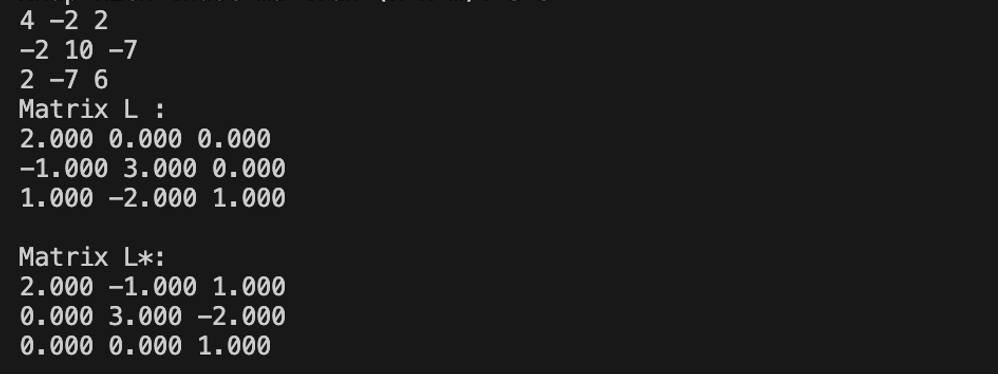 4 -2 2
-2 10 -7
2 -7 6
Matrix L :
2.000 0.000 0.000
-1.000 3.000 0.000
1.000 -2.000 1.000
Matrix L*:
2.000 -1.000 1.000
0.000 3.000 -2.000
0.000 0.000 1.000